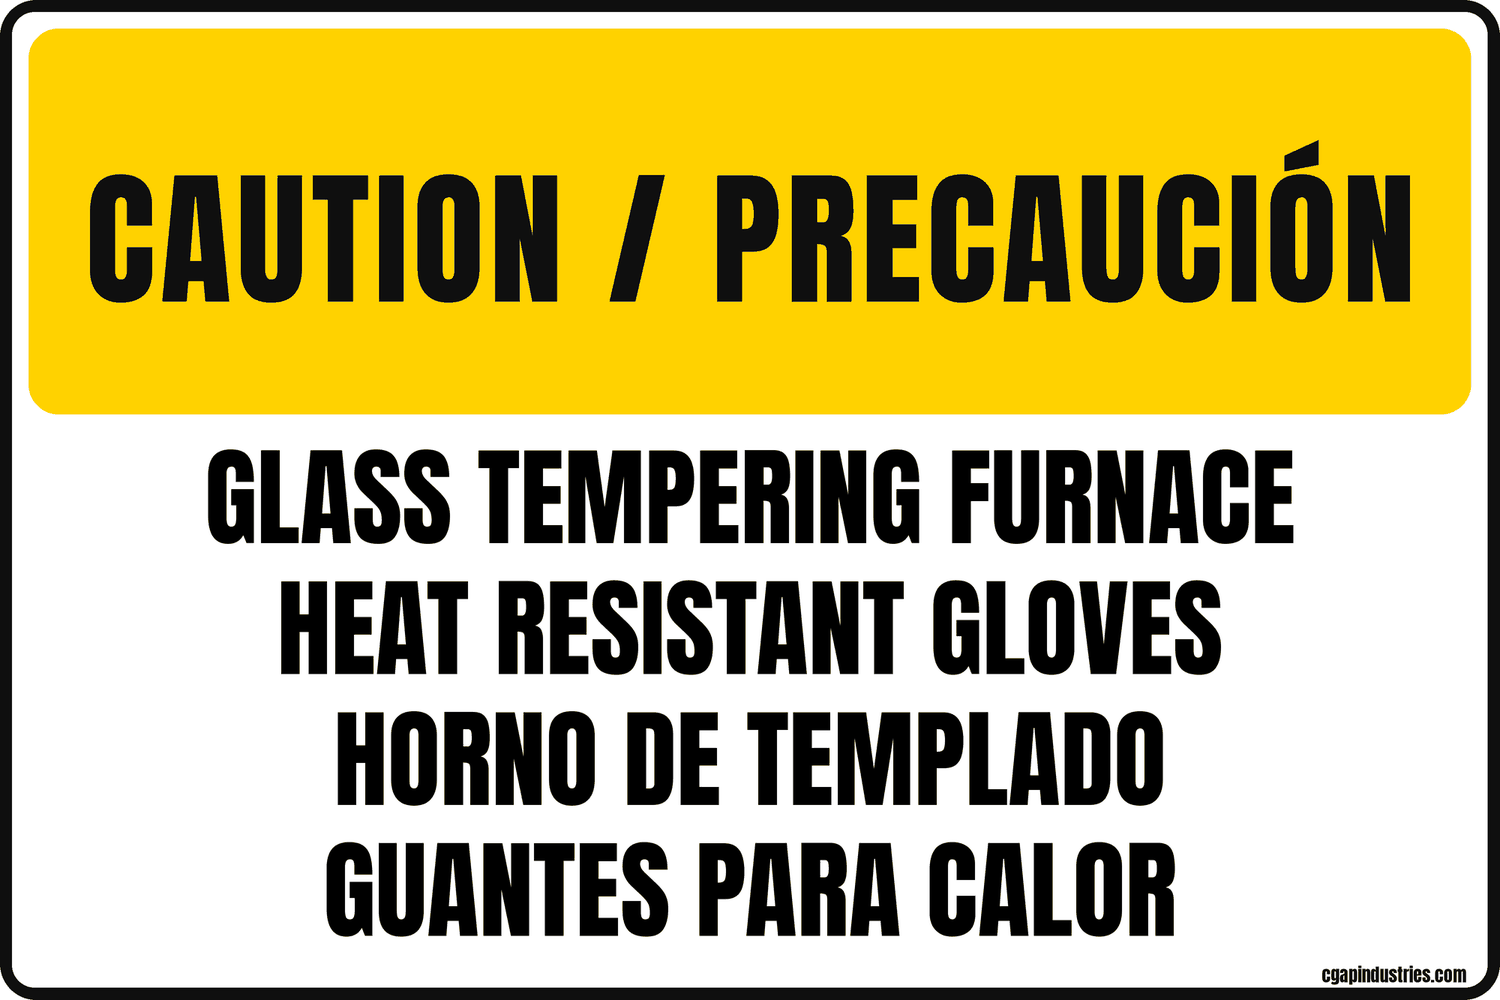 CAUTION / PRECAUCIÓN
GLASS TEMPERING FURNACE
HEAT RESISTANT GLOVES
HORNO DE TEMPLADO
GUANTES PARA CALOR
cgapindustries.com